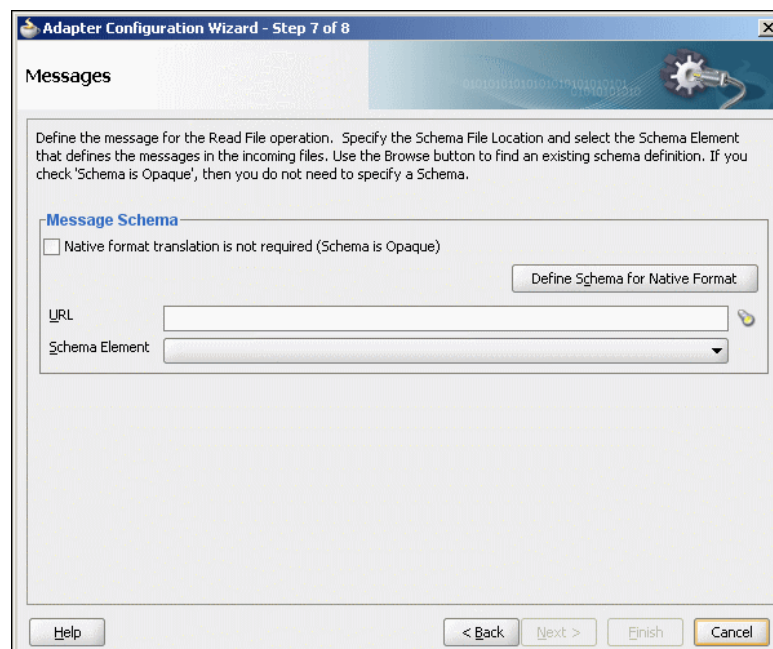 Adapter Configuration Wizard - Step 7 of 8
Messages
Define the message for the Read File operation. Specify the Schema File Location and select the Schema Element
that defines the messages in the incoming files. Use the Browse button to find an existing schema definition. If you
check 'Schema is Opaque', then you do not need to specify a Schema.
Message Schema
Native format translation is not required (Schema is Opaque)
Define Schema for Native Format
URL
Schema Element
Help
< Back
Next >
Finish
Cancel